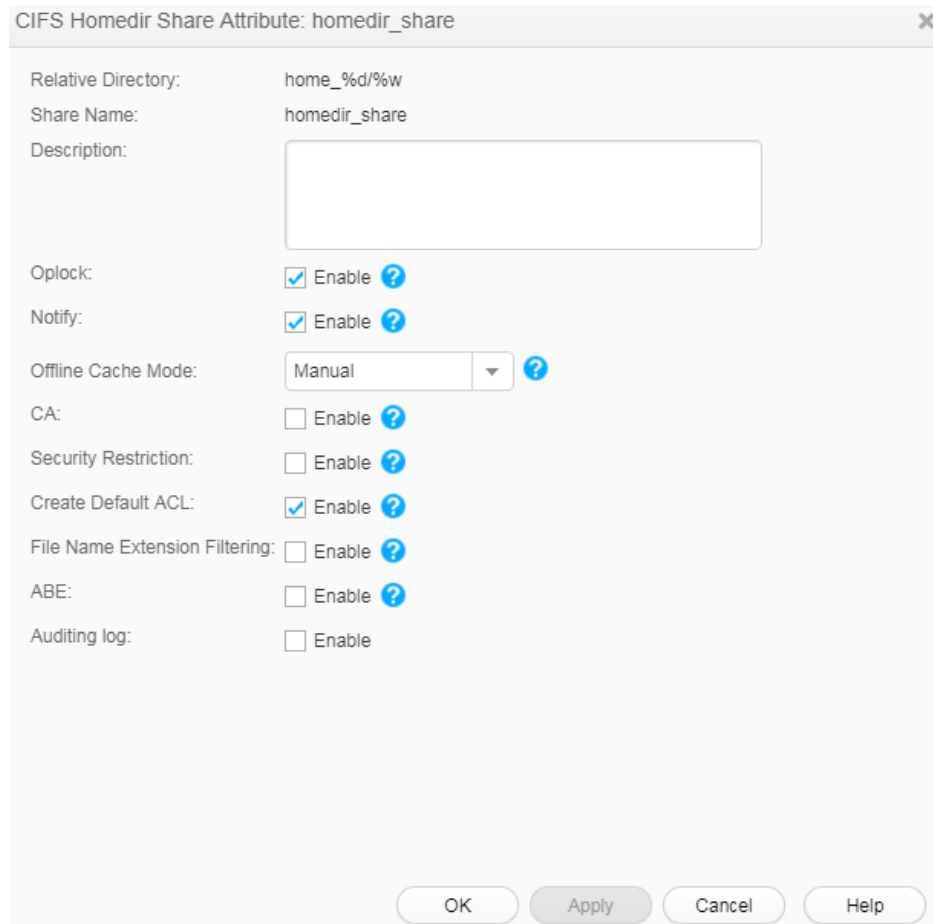 CIFS Homedir Share Attribute: homedir_share
Relative Directory: home_%d/%w
Share Name: homedir_share
Description:
Oplock: Enable ?
Notify: Enable ?
Offline Cache Mode: Manual ?
CA: Enable ?
Security Restriction: Enable ?
Create Default ACL: Enable ?
File Name Extension Filtering: Enable ?
ABE: Enable ?
Auditing log: Enable
OK Apply Cancel Help